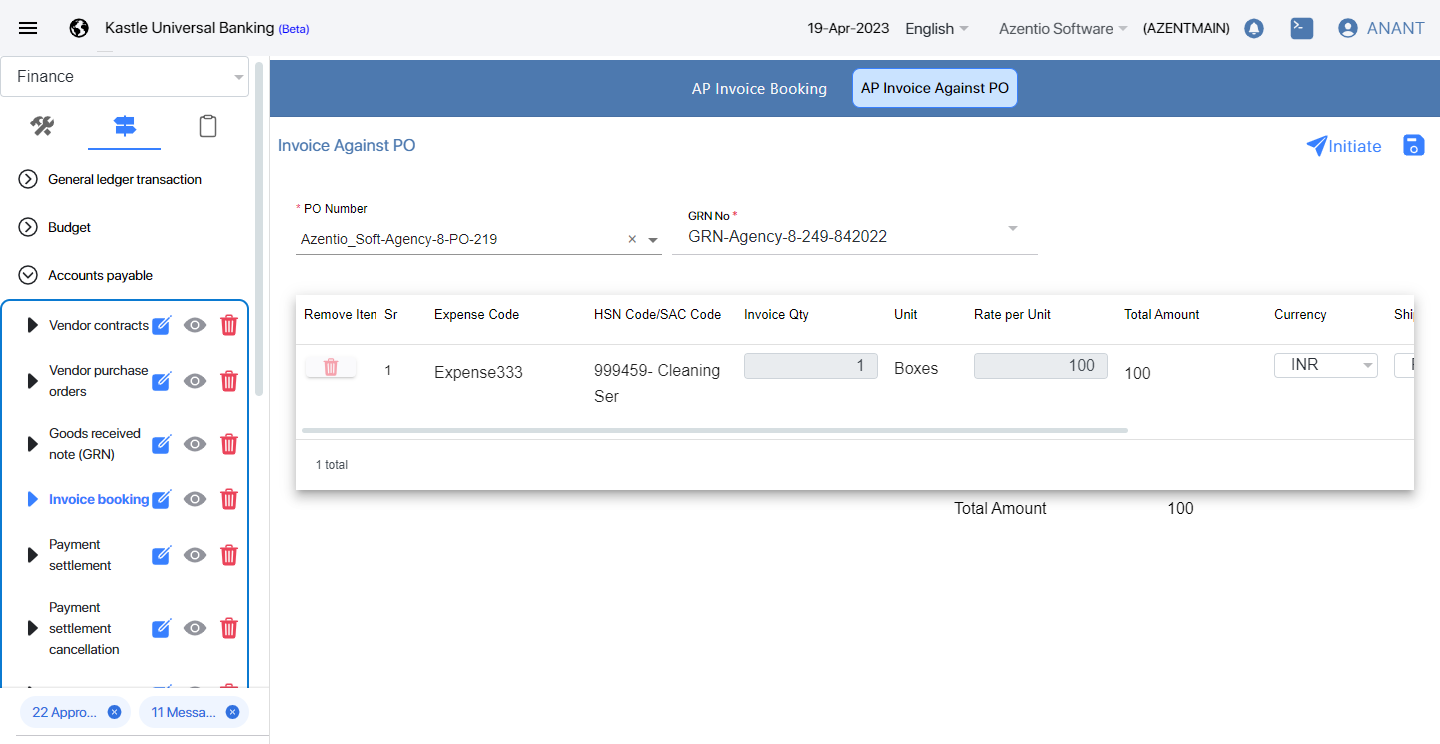 Kastle Universal Banking (Beta)
19-Apr-2023
English
Azentio Software
(AZENTMAIN)
ANANT
Finance
AP Invoice Booking
AP Invoice Against PO
Invoice Against PO
Initiate
General ledger transaction
Budget
Accounts payable
Vendor contracts
Vendor purchase
orders
Goods received
note (GRN)
Invoice booking
Payment
settlement
Payment
settlement
cancellation
22 Appro...
11 Messa...
* PO Number
Azentio_Soft-Agency-8-PO-219
GRN No *
GRN-Agency-8-249-842022
Remove Iten Sr Expense Code HSN Code/SAC Code Invoice Qty Unit Rate per Unit Total Amount Currency Shi
1 Expense333 999459- Cleaning 1 Boxes 100 100 INR
Ser
1 total
Total Amount 100